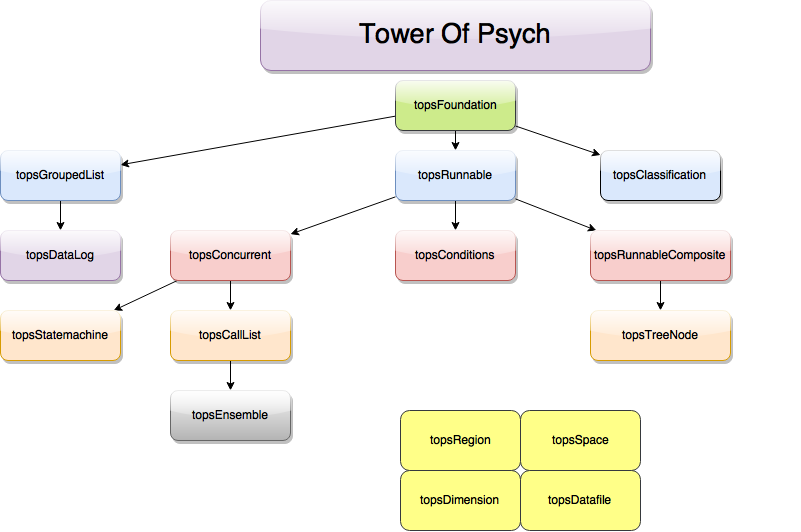 Tower Of Psych
topsFoundation
topsGroupedList
topsRunnable
topsClassification
topsDataLog
topsConcurrent
topsConditions
topsRunnableComposite
topsStatemachine
topsCallList
topsTreeNode
topsEnsemble
topsRegion
topsSpace
topsDimension
topsDatafile